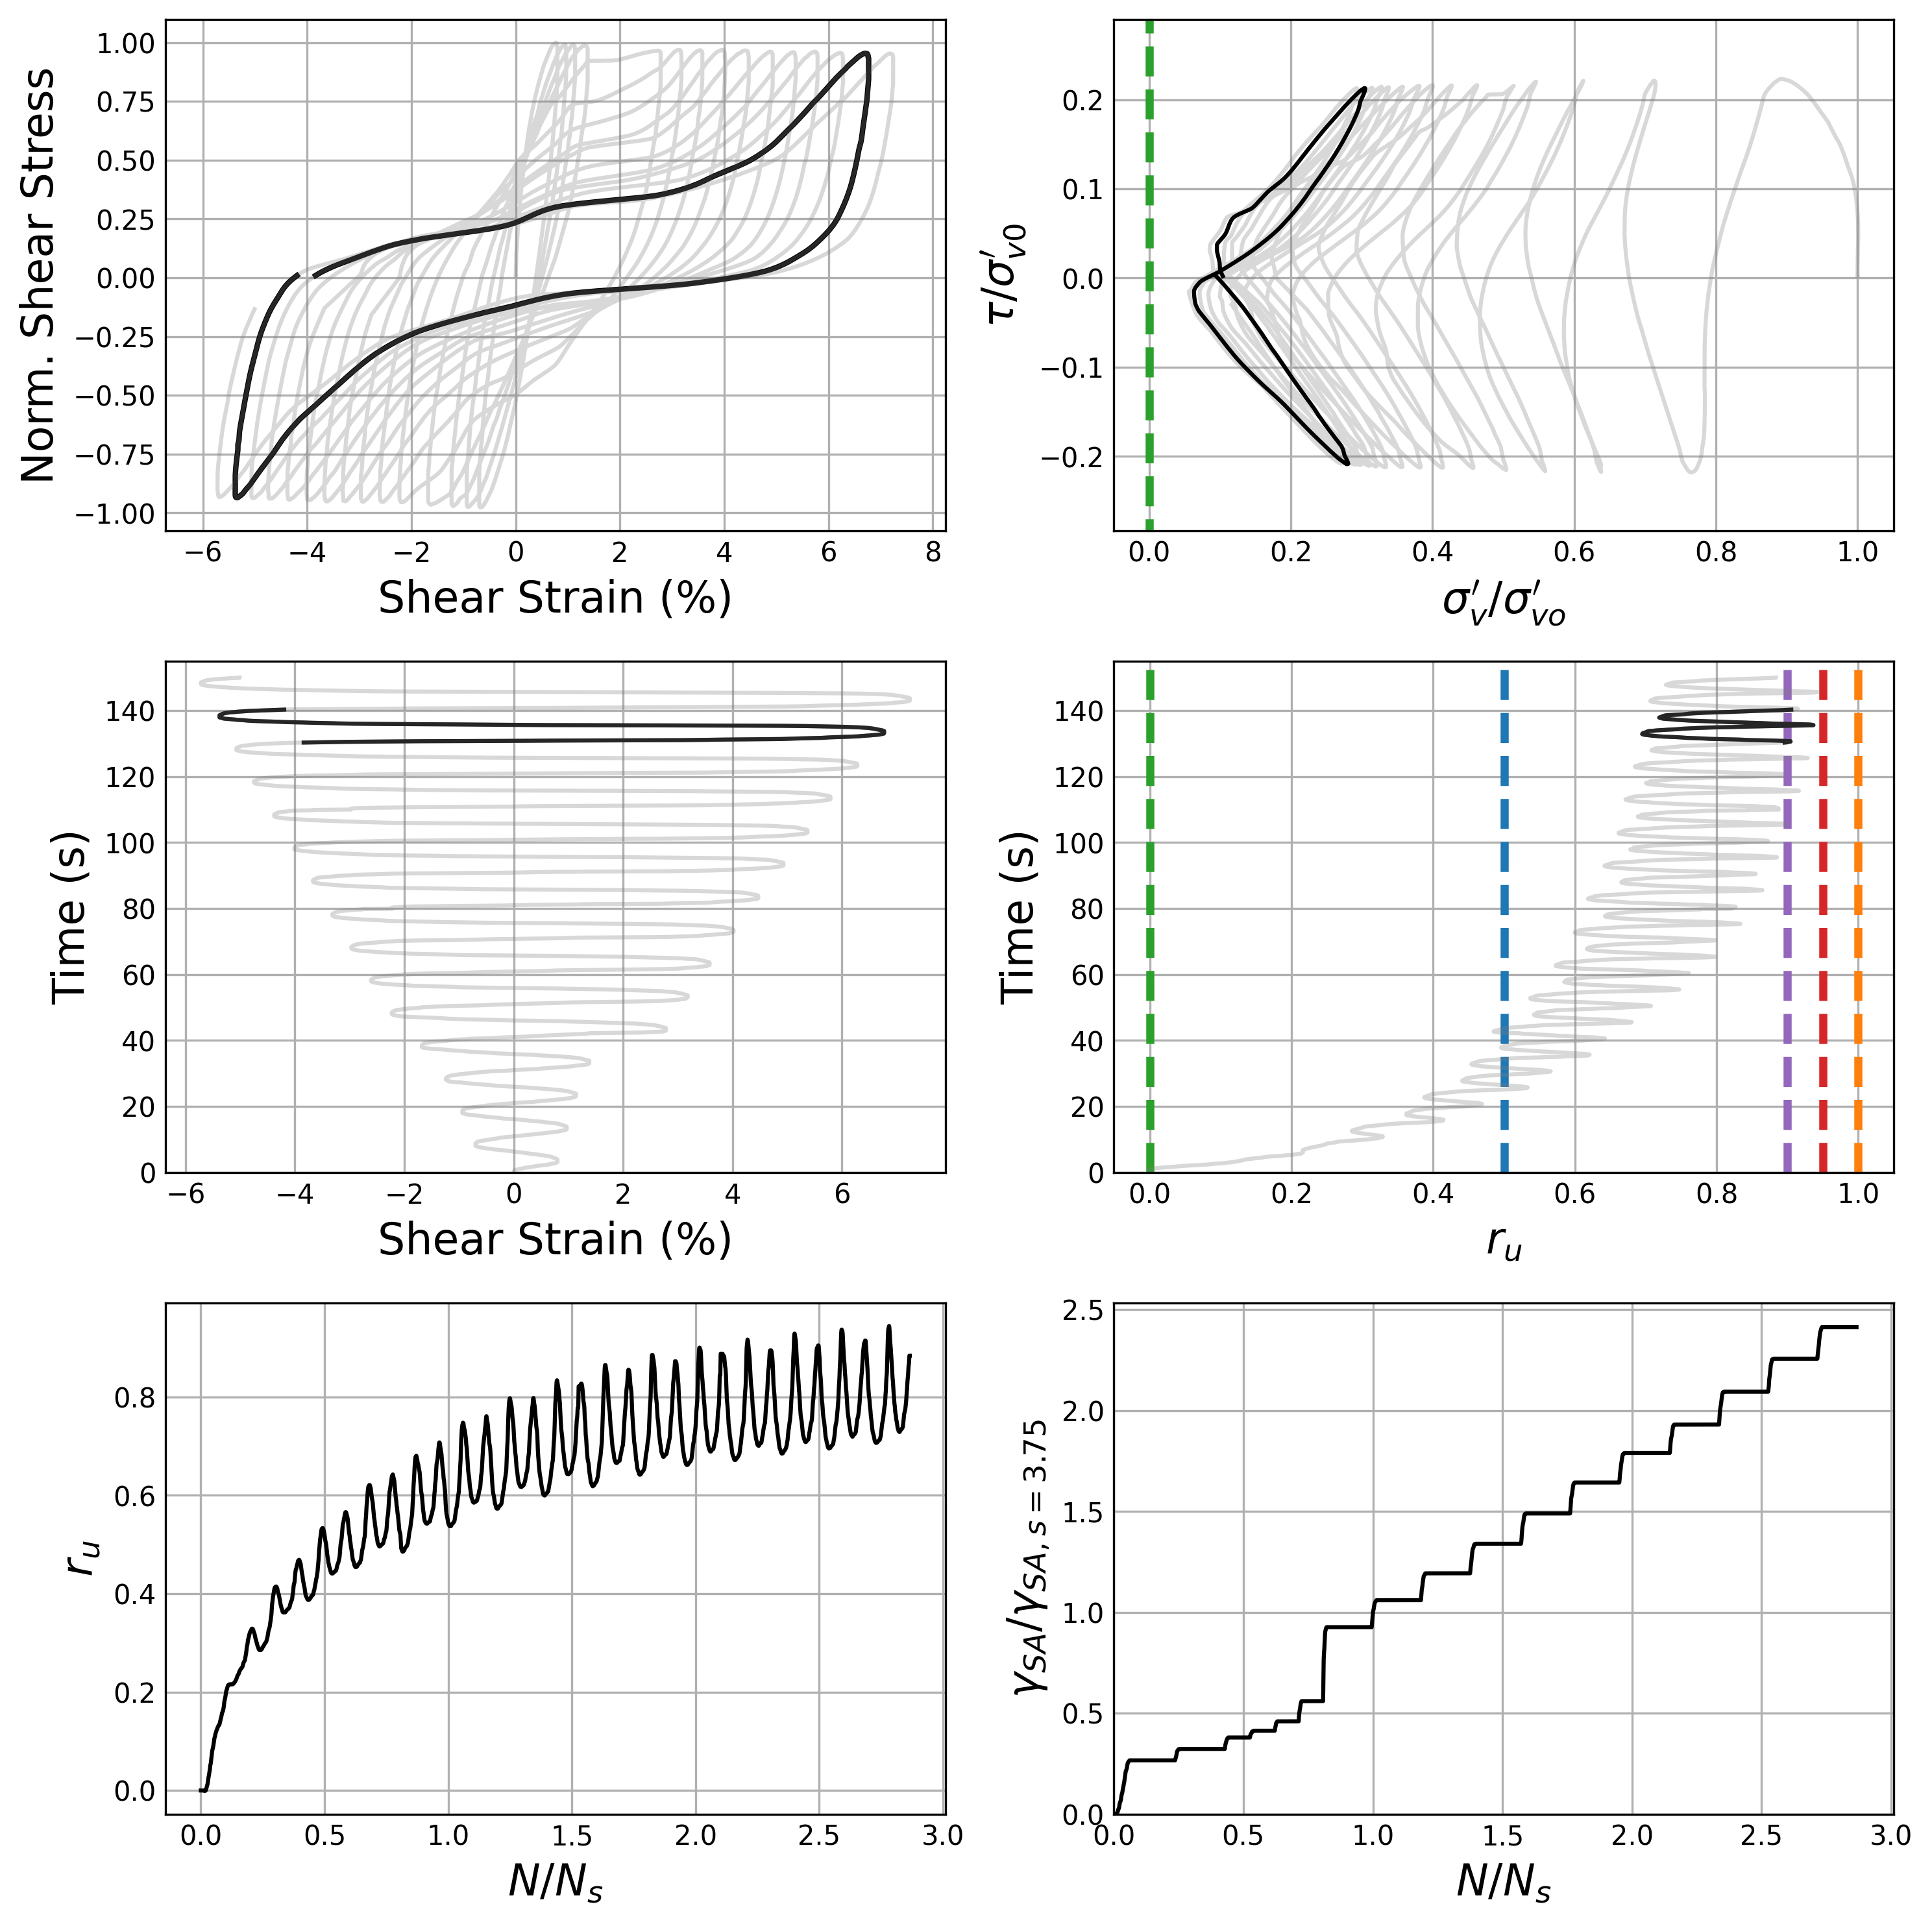 1.00
0.75
0.50
0.25
0.00
−0.25
−0.50
−0.75
−1.00
Norm. Shear Stress
−6 −4 −2 0 2 4 6 8
Shear Strain (%)
0.2
0.1
0.0
−0.1
−0.2
τ/σ′v0
0.0 0.2 0.4 0.6 0.8 1.0
σ′v/σ′vo
140
120
100
80
60
40
20
0
Time (s)
−6 −4 −2 0 2 4 6
Shear Strain (%)
140
120
100
80
60
40
20
0
Time (s)
0.0 0.2 0.4 0.6 0.8 1.0
ru
0.8
0.6
0.4
0.2
0.0
ru
0.0 0.5 1.0 1.5 2.0 2.5 3.0
N/Ns
2.5
2.0
1.5
1.0
0.5
0.0
γSA/γSA, s = 3.75
0.0 0.5 1.0 1.5 2.0 2.5 3.0
N/Ns